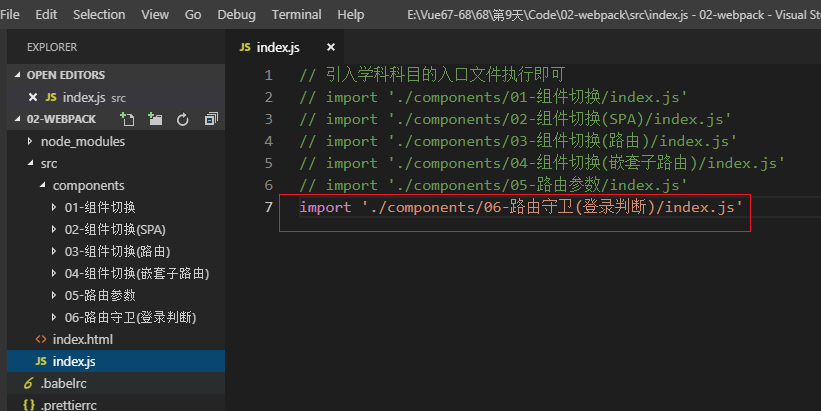 File Edit Selection View Go Debug Terminal Help E:\Vue67-68\68\第9天\Code\02-webpack\src\index.js - 02-webpack - Visual Stu
EXPLORER
JS index.js ×
OPEN EDITORS
× JS index.js src
02-WEBPACK
node_modules
src
components
01-组件切换
02-组件切换(SPA)
03-组件切换(路由)
04-组件切换(嵌套子路由)
05-路由参数
06-路由守卫(登录判断)
index.html
JS index.js
.babelrc
.prettierrc
1 // 引入学科科目的入口文件执行即可
2 // import './components/01-组件切换/index.js'
3 // import './components/02-组件切换(SPA)/index.js'
4 // import './components/03-组件切换(路由)/index.js'
5 // import './components/04-组件切换(嵌套子路由)/index.js'
6 // import './components/05-路由参数/index.js'
7 import './components/06-路由守卫(登录判断)/index.js'